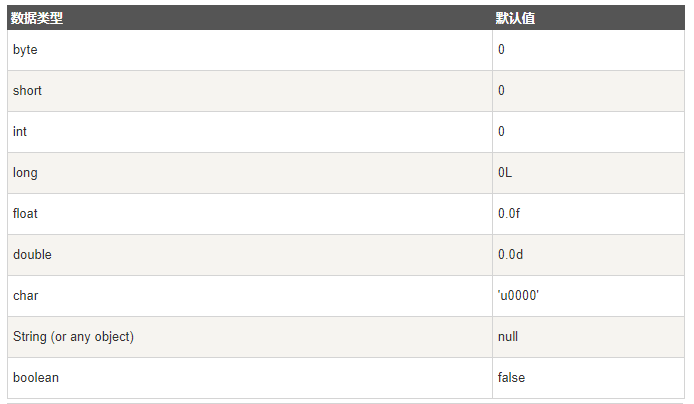 数据类型 默认值
byte 0
short 0
int 0
long 0L
float 0.0f
double 0.0d
char 'u0000'
String (or any object) null
boolean false